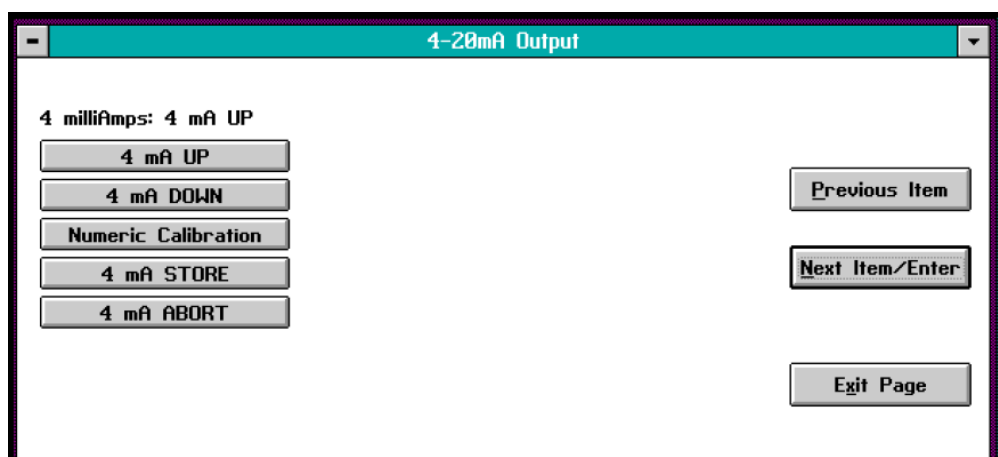 4-20mA Output
4 milliAmps: 4 mA UP
4 mA UP
4 mA DOWN
Numeric Calibration
4 mA STORE
4 mA ABORT
Previous Item
Next Item/Enter
Exit Page